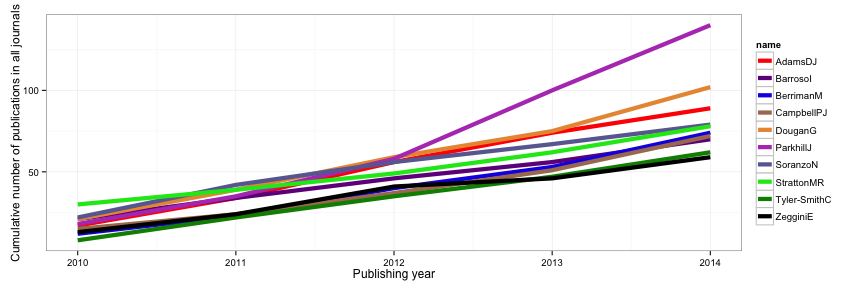 Cumulative number of publications in all journals
100
50
2010 2011 2012 2013 2014
Publishing year
name
AdamsDJ
BarrosoI
BerrimanM
CampbellPJ
DouganG
ParkhillJ
SoranzoN
StrattonMR
Tyler-SmithC
ZegginiE